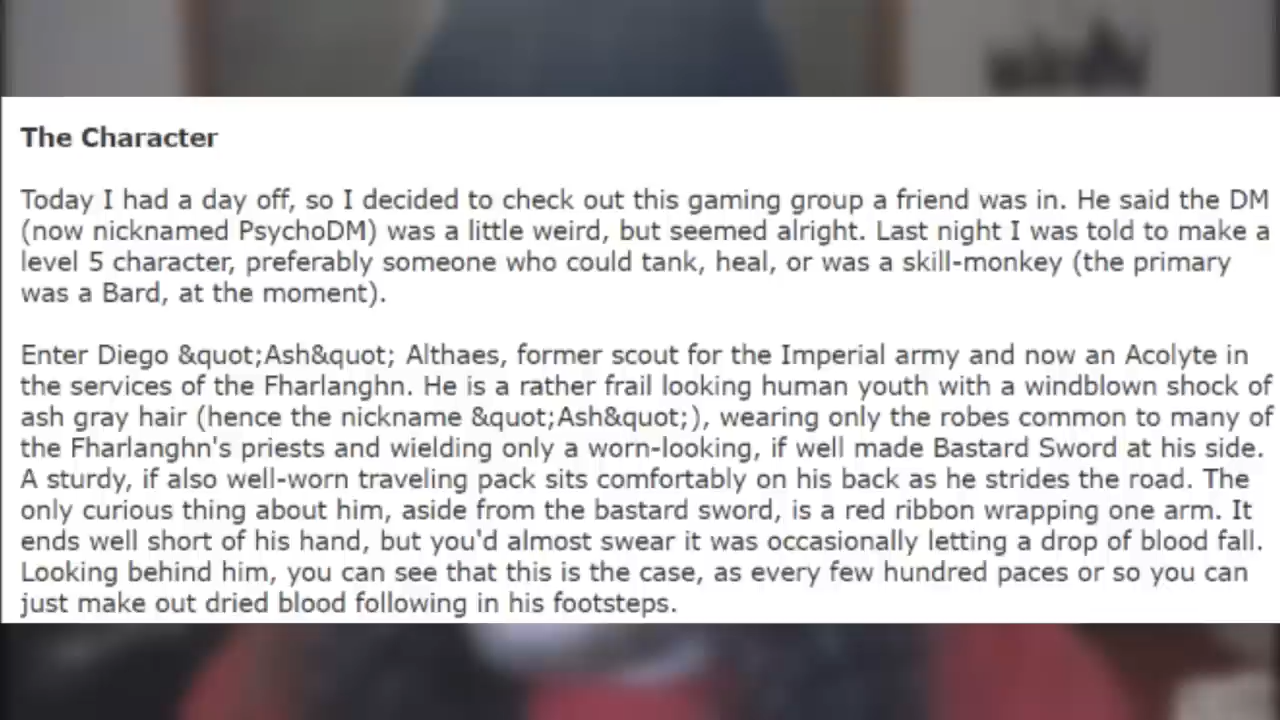 The Character
Today I had a day off, so I decided to check out this gaming group a friend was in. He said the DM
(now nicknamed PsychoDM) was a little weird, but seemed alright. Last night I was told to make a
level 5 character, preferably someone who could tank, heal, or was a skill-monkey (the primary
was a Bard, at the moment).
Enter Diego &quot;Ash&quot; Althaes, former scout for the Imperial army and now an Acolyte in
the services of the Fharlanghn. He is a rather frail looking human youth with a windblown shock of
ash gray hair (hence the nickname &quot;Ash&quot;), wearing only the robes common to many of
the Fharlanghn's priests and wielding only a worn-looking, if well made Bastard Sword at his side.
A sturdy, if also well-worn traveling pack sits comfortably on his back as he strides the road. The
only curious thing about him, aside from the bastard sword, is a red ribbon wrapping one arm. It
ends well short of his hand, but you'd almost swear it was occasionally letting a drop of blood fall.
Looking behind him, you can see that this is the case, as every few hundred paces or so you can
just make out dried blood following in his footsteps.